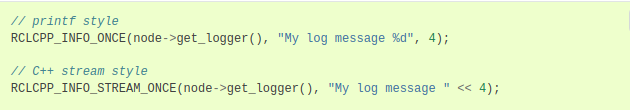 // printf style
RCLCPP_INFO_ONCE(node->get_logger(), "My log message %d", 4);
// C++ stream style
RCLCPP_INFO_STREAM_ONCE(node->get_logger(), "My log message " << 4);